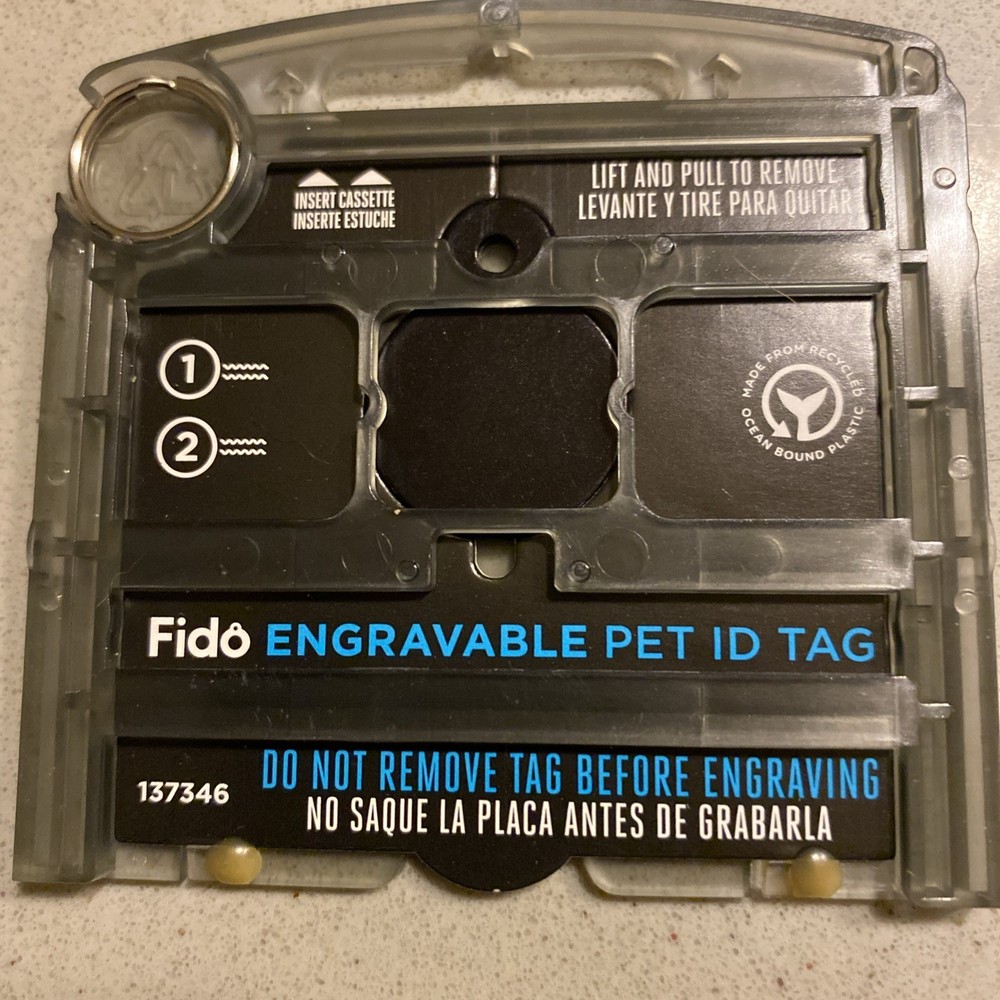 INSERT CASSETTE
INSERTE ESTUCHE
LIFT AND PULL TO REMOVE
LEVANTE Y TIRE PARA QUITAR
1
2
MADE FROM RECYCLED
OCEAN BOUND PLASTIC
Fido ENGRAVABLE PET ID TAG
137346
DO NOT REMOVE TAG BEFORE ENGRAVING
NO SAQUE LA PLACA ANTES DE GRABARLA